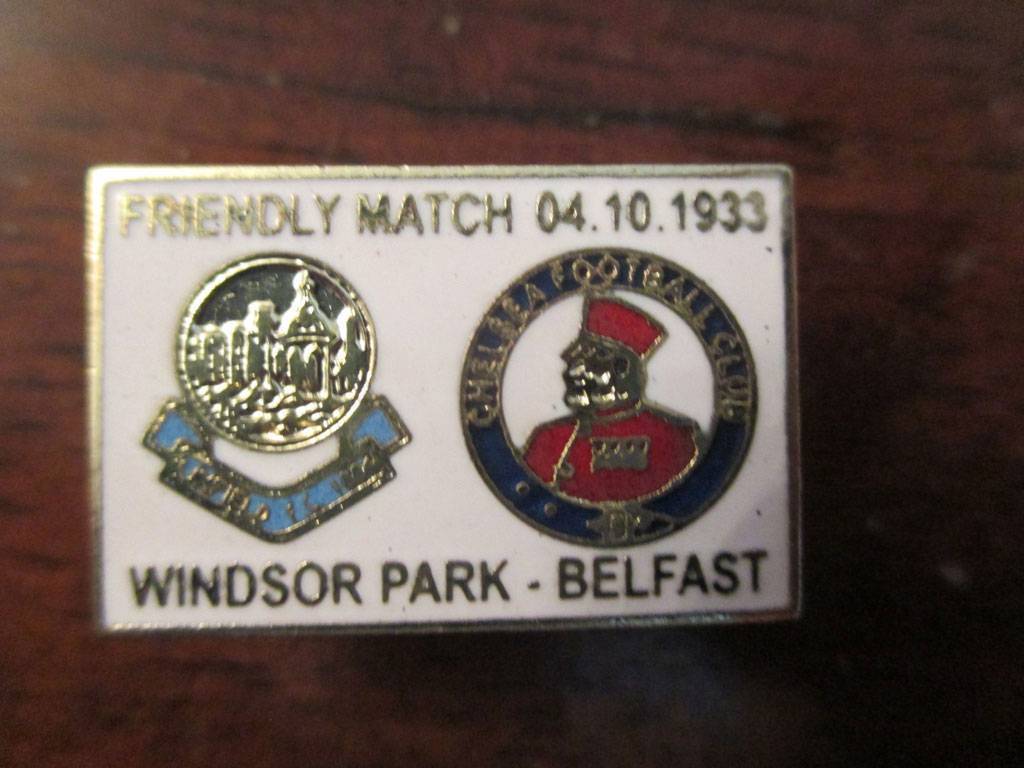 FRIENDLY MATCH 04.10.1933
CHELSEA FOOTBALL CLUB
WINDSOR PARK - BELFAST